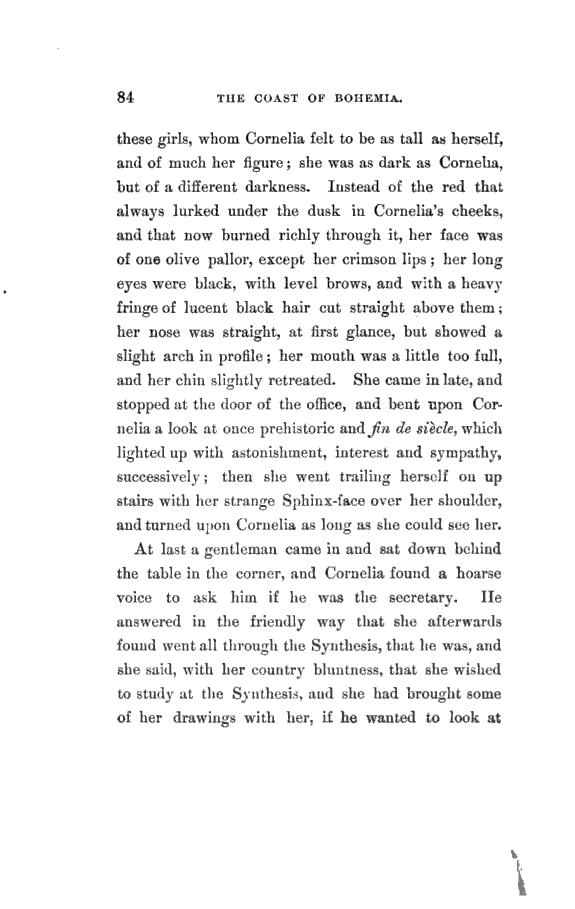 84 THE COAST OF BOHEMIA.
these girls, whom Cornelia felt to be as tall as herself,
and of much her figure; she was as dark as Cornelia,
but of a different darkness. Instead of the red that
always lurked under the dusk in Cornelia's cheeks,
and that now burned richly through it, her face was
of one olive pallor, except her crimson lips; her long
eyes were black, with level brows, and with a heavy
fringe of lucent black hair cut straight above them;
her nose was straight, at first glance, but showed a
slight arch in profile; her mouth was a little too full,
and her chin slightly retreated. She came in late, and
stopped at the door of the office, and bent upon Cor-
nelia a look at once prehistoric and fin de siècle, which
lighted up with astonishment, interest and sympathy,
successively; then she went trailing herself on up
stairs with her strange Sphinx-face over her shoulder,
and turned upon Cornelia as long as she could see her.
At last a gentleman came in and sat down behind
the table in the corner, and Cornelia found a hoarse
voice to ask him if he was the secretary. He
answered in the friendly way that she afterwards
found went all through the Synthesis, that he was, and
she said, with her country bluntness, that she wished
to study at the Synthesis, and she had brought some
of her drawings with her, if he wanted to look at